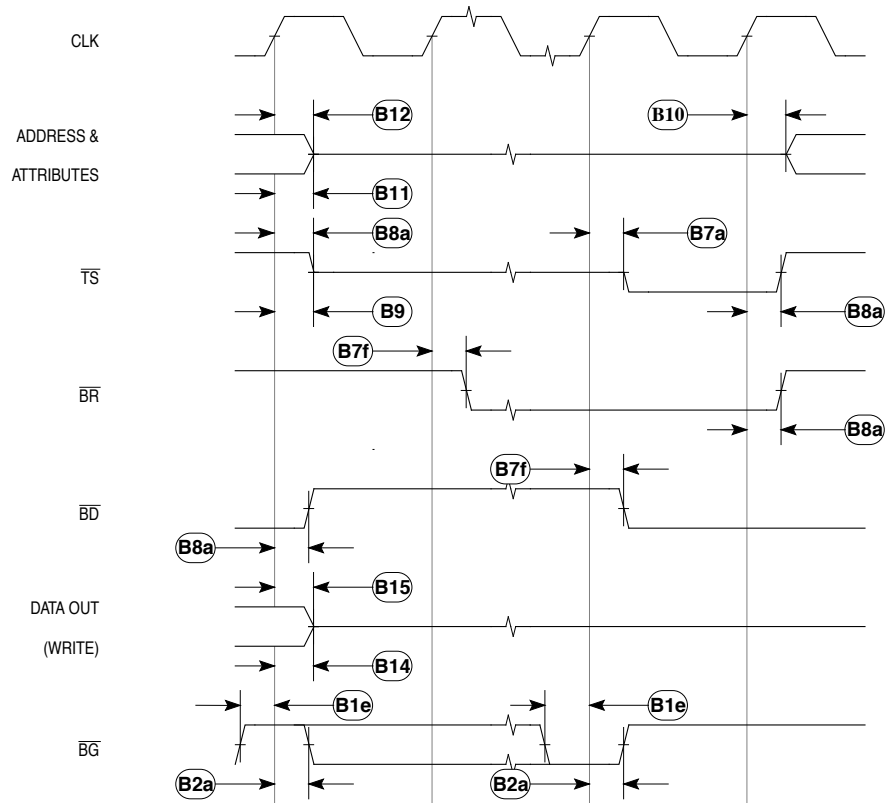 CLK
B12
B10
ADDRESS &
ATTRIBUTES
B11
B8a
B7a
TS
B9
B8a
B7f
BR
B8a
B7f
BD
B8a
B15
DATA OUT
(WRITE)
B14
B1e
B1e
BG
B2a
B2a